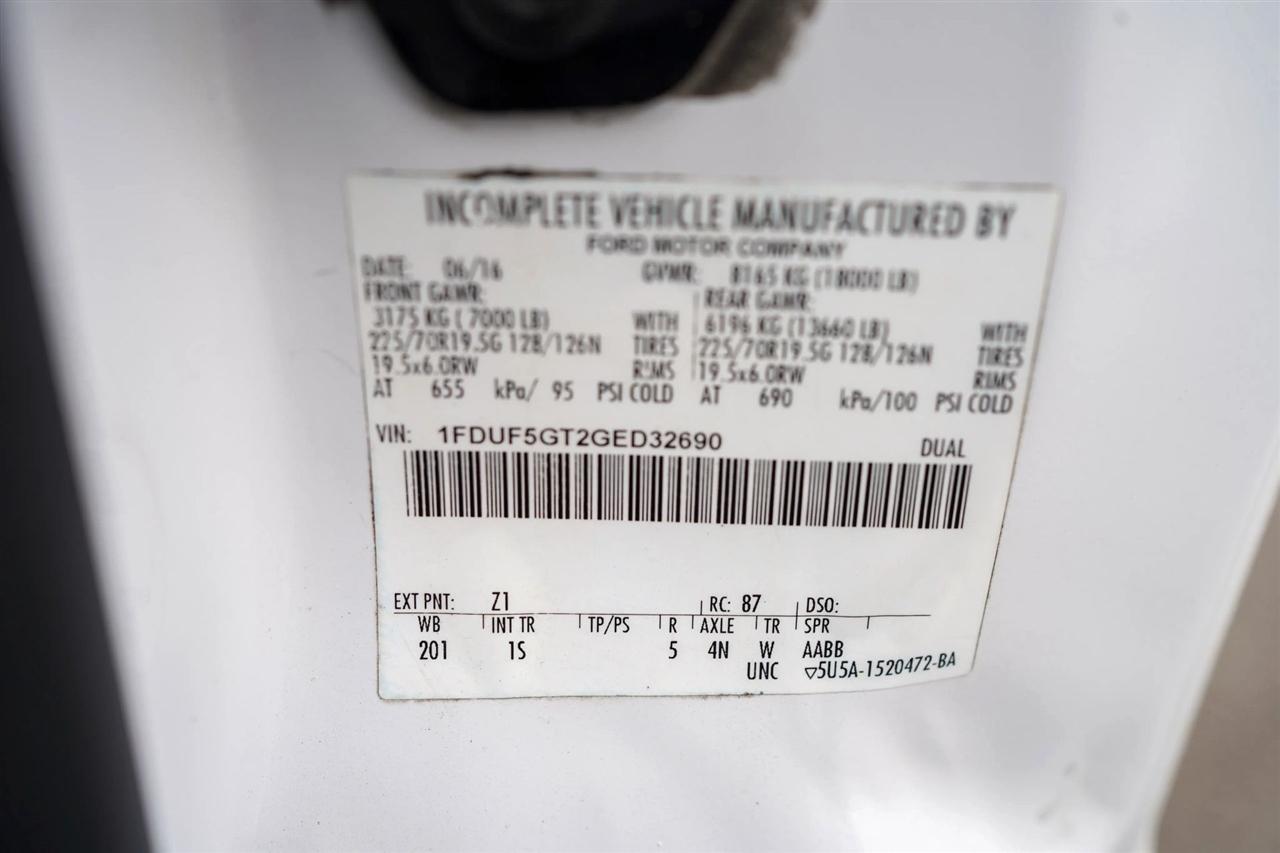 INCOMPLETE VEHICLE MANUFACTURED BY
FORD MOTOR COMPANY
DATE: 06/16 GVWR: 8165 KG (18000 LB)
FRONT GAWR: REAR GAWR:
3175 KG ( 7000 LB) WITH 6196 KG (13660 LB) WITH
225/70R19.5G 128/126N TIRES 225/70R19.5G 128/126N TIRES
19.5x6.0RW RIMS 19.5x6.0RW RIMS
AT 655 kPa/ 95 PSI COLD AT 690 kPa/100 PSI COLD
VIN: 1FDUF5GT2GED32690 DUAL
EXT PNT: Z1 RC: 87 DSO:
WB INT TR TP/PS R AXLE TR SPR
201 1S 5 4N W AABB
UNC ▽5U5A-1520472-BA